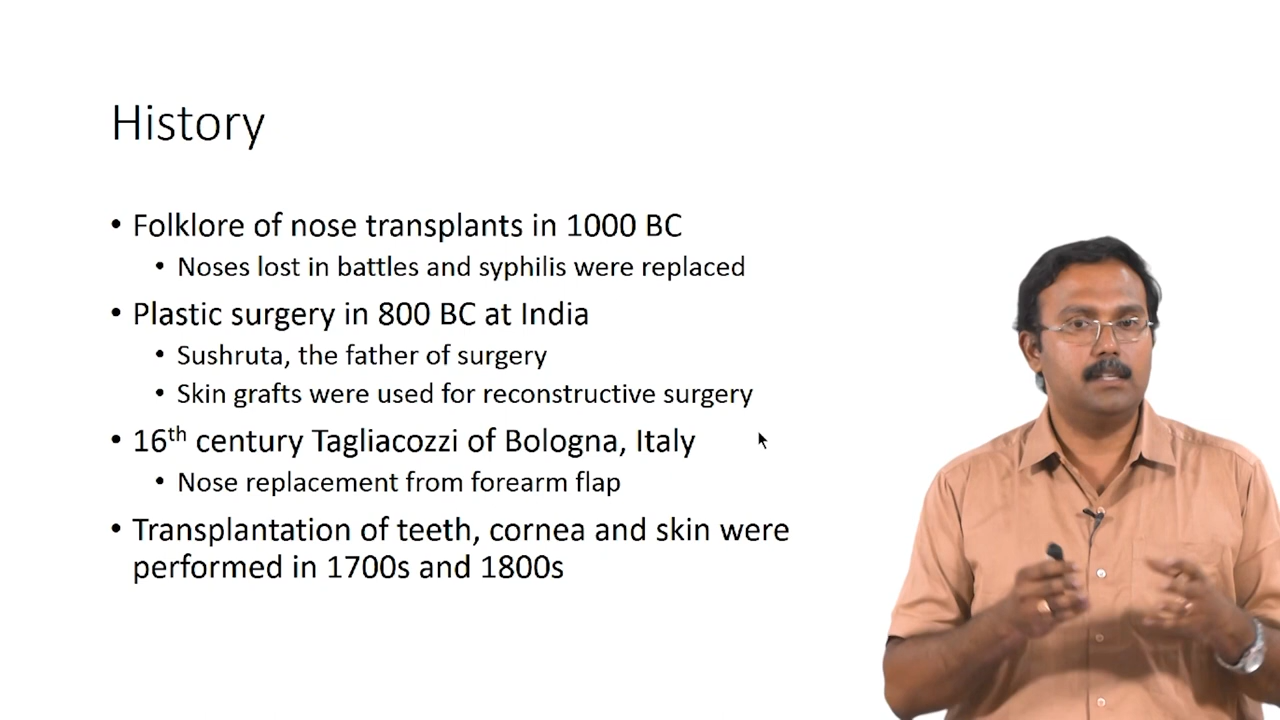 History
• Folklore of nose transplants in 1000 BC
• Noses lost in battles and syphilis were replaced
• Plastic surgery in 800 BC at India
• Sushruta, the father of surgery
• Skin grafts were used for reconstructive surgery
• 16th century Tagliacozzi of Bologna, Italy
• Nose replacement from forearm flap
• Transplantation of teeth, cornea and skin were
performed in 1700s and 1800s